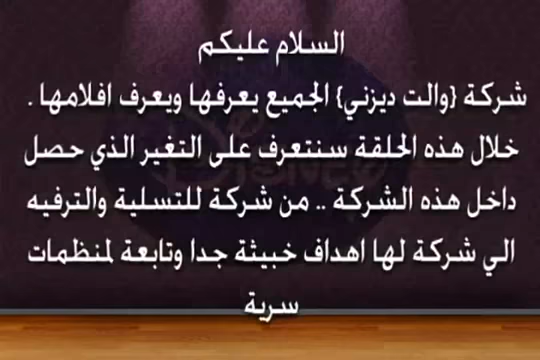 السلام عليكم
شركة {والت ديزني} الجميع يعرفها ويعرف افلامها .
خلال هذه الحلقة سنتعرف على التغير الذي حصل
داخل هذه الشركة .. من شركة للتسلية والترفيه
الي شركة لها اهداف خبيثة جدا وتابعة لمنظمات
سرية